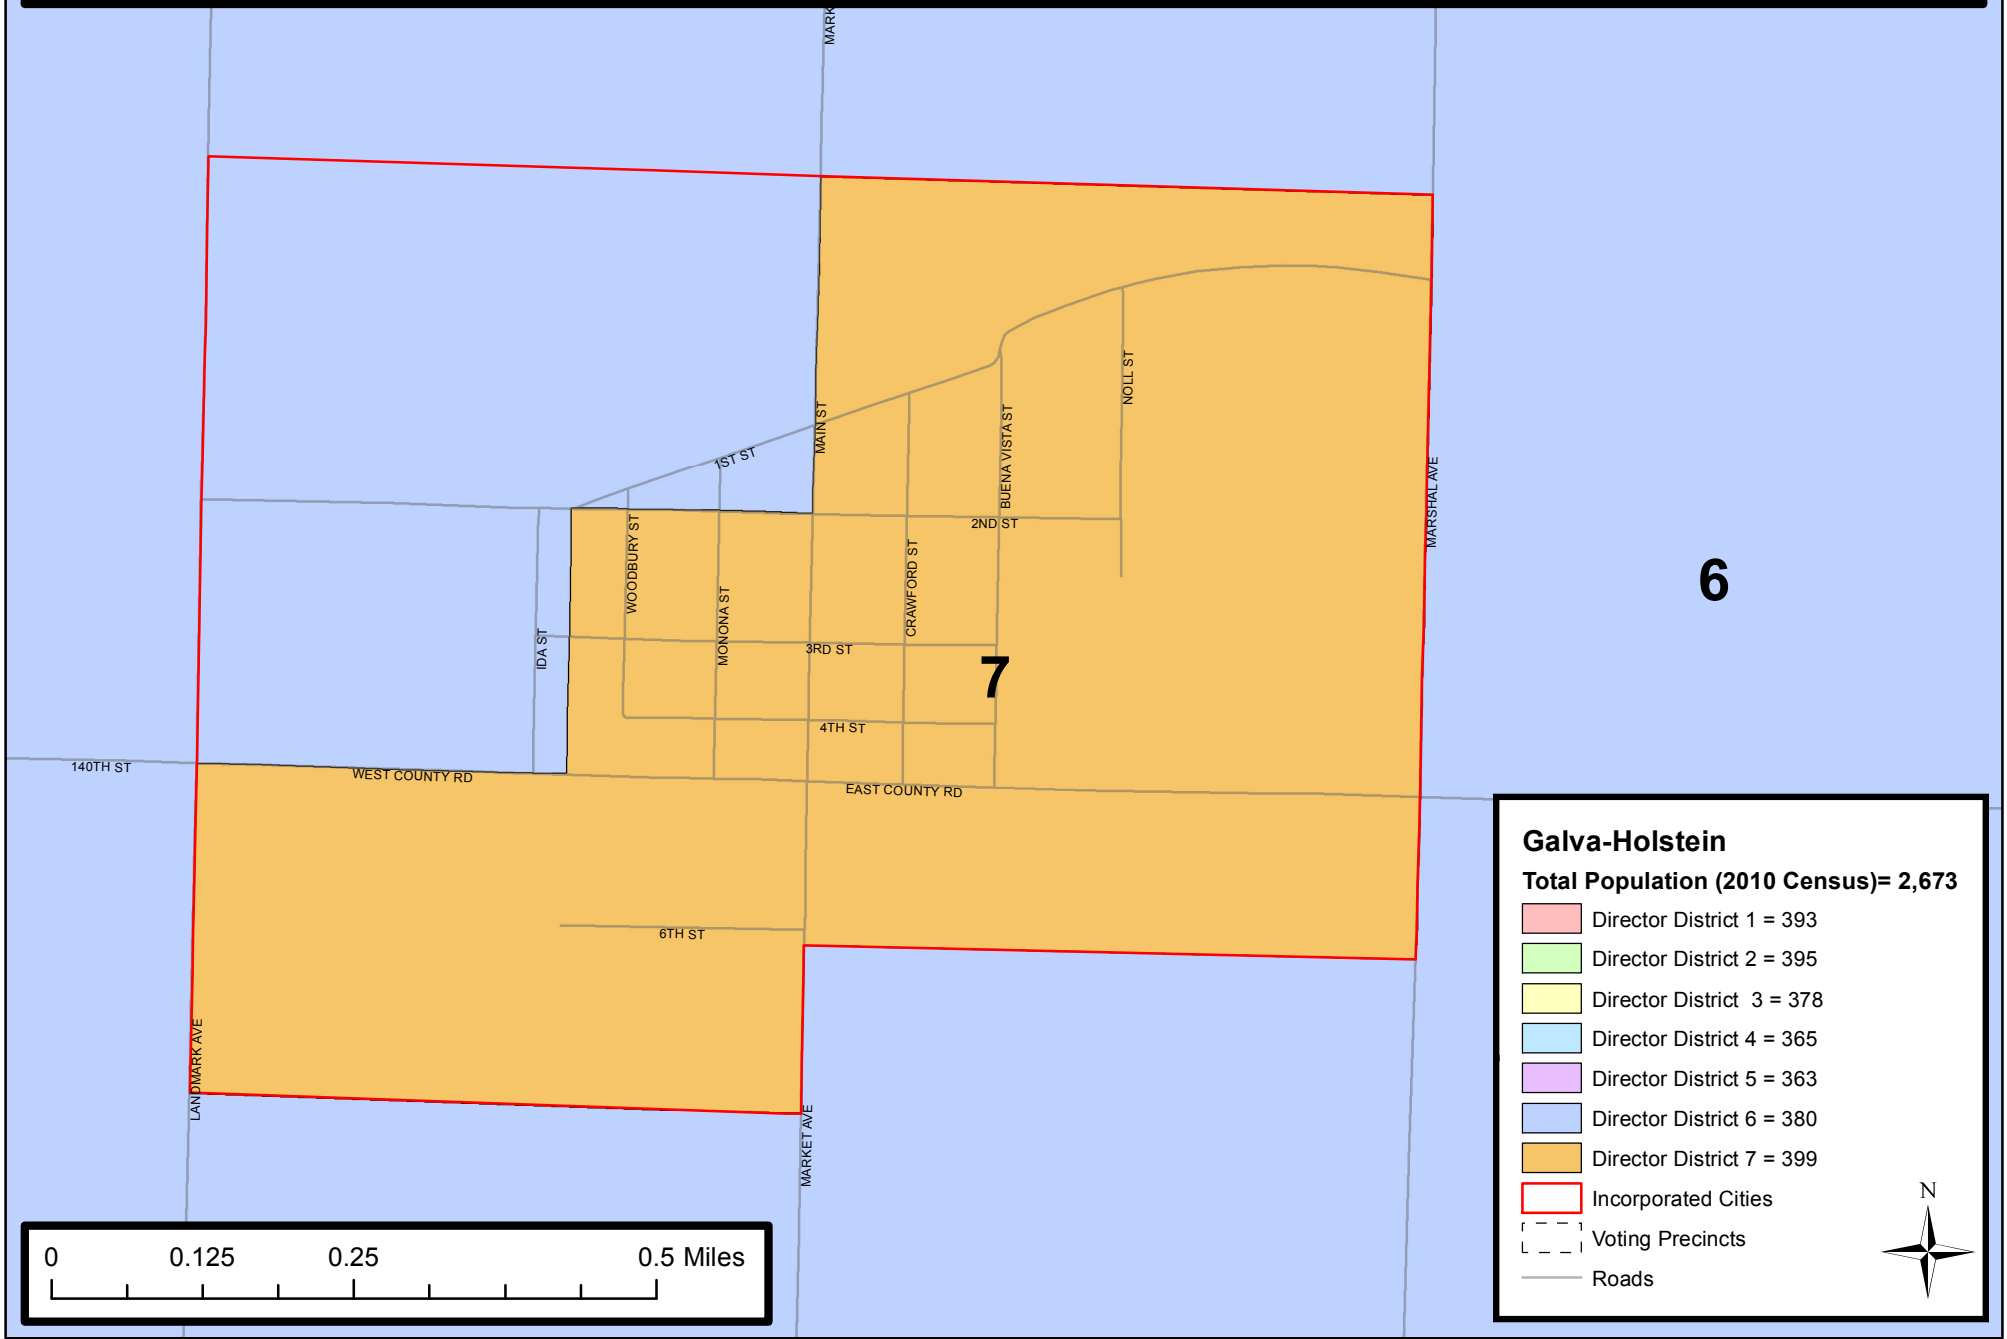 MARK
MAIN ST
1ST ST
NOLL ST
BUENA VISTA ST
MARSHAL AVE
2ND ST
WOODBURY ST
CRAWFORD ST
MONONA ST
IDA ST
3RD ST
6
7
4TH ST
140TH ST
WEST COUNTY RD
EAST COUNTY RD
6TH ST
LANDMARK AVE
MARKET AVE
Galva-Holstein
Total Population (2010 Census)= 2,673
Director District 1 = 393
Director District 2 = 395
Director District  3 = 378
Director District 4 = 365
Director District 5 = 363
Director District 6 = 380
Director District 7 = 399
Incorporated Cities
Voting Precincts
Roads
N
0 0.125 0.25 0.5 Miles